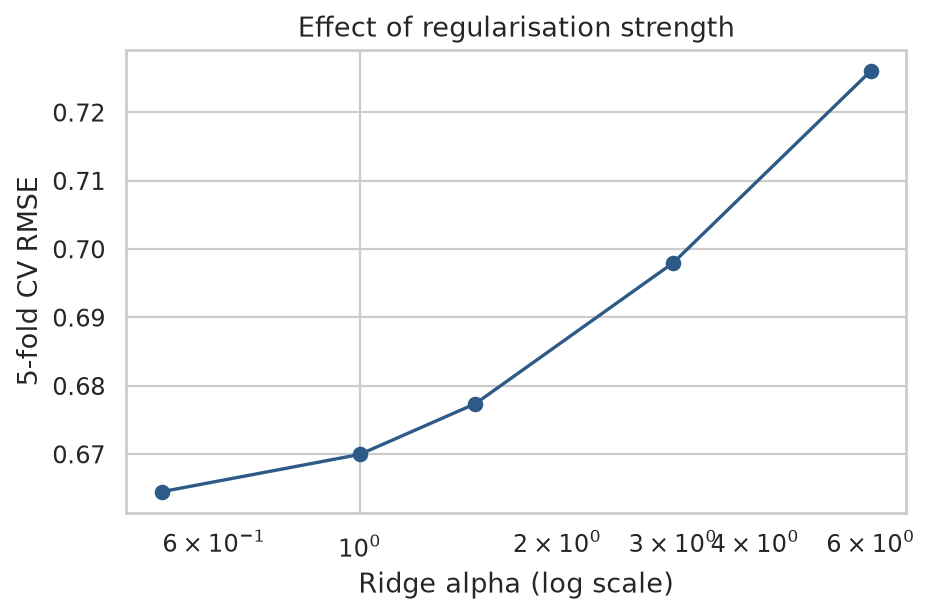 Effect of regularisation strength
5-fold CV RMSE
0.72
0.71
0.70
0.69
0.68
0.67
6 × 10⁻¹ 10⁰ 2 × 10⁰ 3 × 10⁰ 4 × 10⁰ 6 × 10⁰
Ridge alpha (log scale)